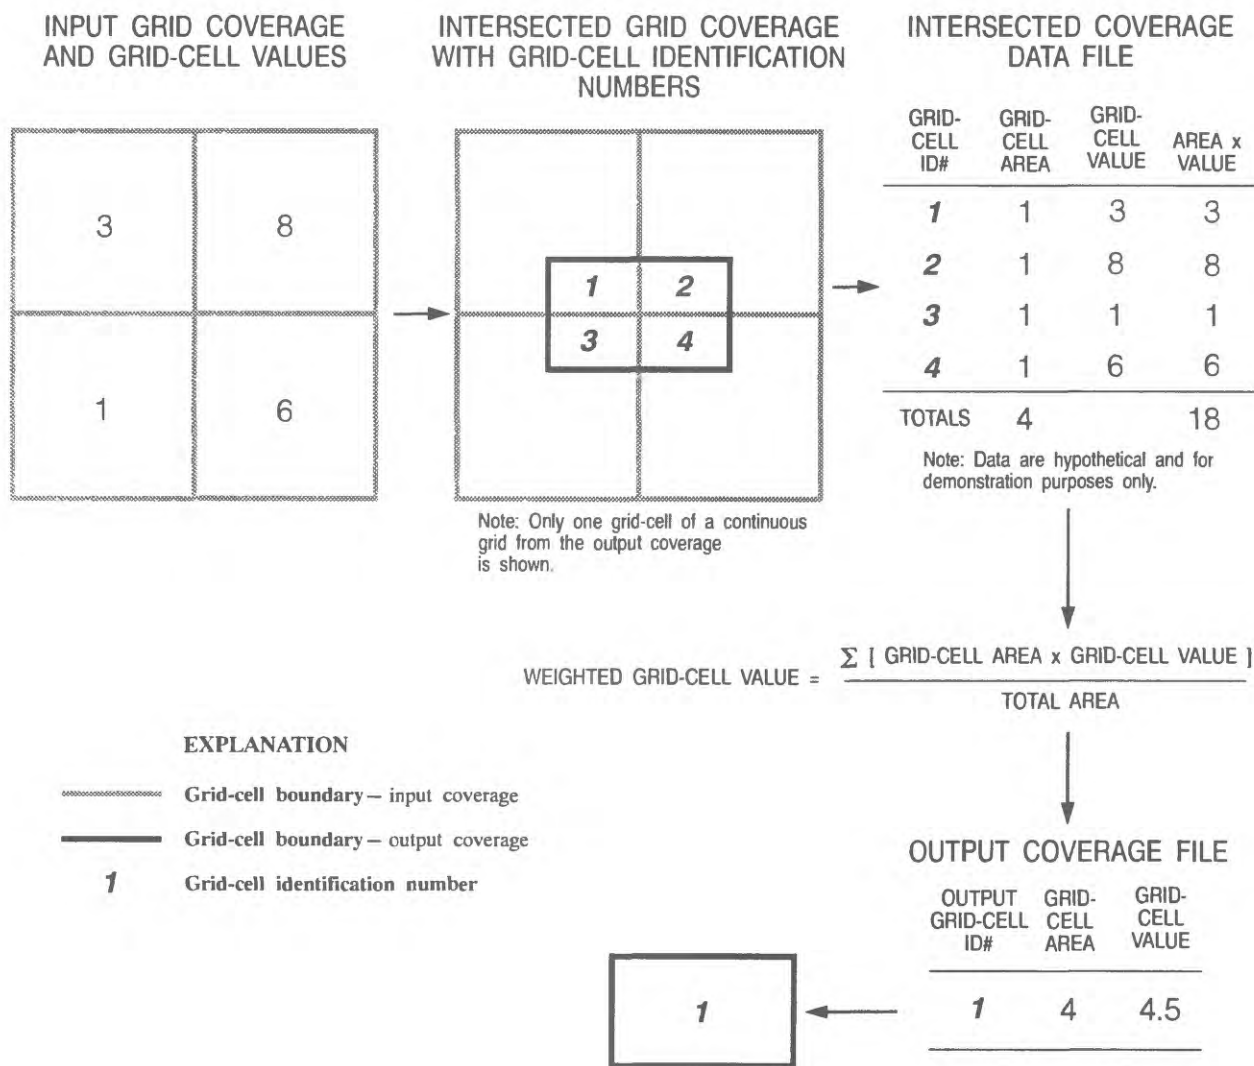 INPUT GRID COVERAGE
AND GRID-CELL VALUES
3 8
1 6
INTERSECTED GRID COVERAGE
WITH GRID-CELL IDENTIFICATION
NUMBERS
1 2
3 4
Note: Only one grid-cell of a continuous
grid from the output coverage
is shown.
INTERSECTED COVERAGE
DATA FILE
GRID-CELL ID# GRID-CELL AREA GRID-CELL VALUE AREA x VALUE
1 1 3 3
2 1 8 8
3 1 1 1
4 1 6 6
TOTALS 4 18
Note: Data are hypothetical and for
demonstration purposes only.
WEIGHTED GRID-CELL VALUE =
Σ [ GRID-CELL AREA x GRID-CELL VALUE ]
TOTAL AREA
EXPLANATION
Grid-cell boundary— input coverage
Grid-cell boundary— output coverage
1 Grid-cell identification number
OUTPUT COVERAGE FILE
OUTPUT GRID-CELL ID# GRID-CELL AREA GRID-CELL VALUE
1 4 4.5
1